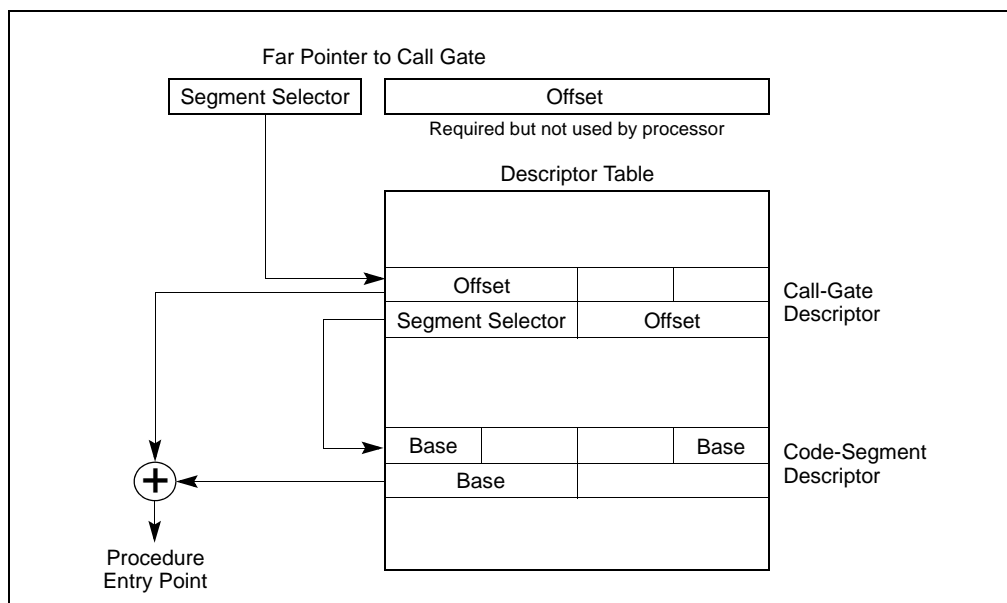 Far Pointer to Call Gate
Segment Selector
Offset
Required but not used by processor
Descriptor Table
Offset
Segment Selector
Offset
Call-Gate
Descriptor
Base
Base
Base
Code-Segment
Descriptor
+
Procedure
Entry Point